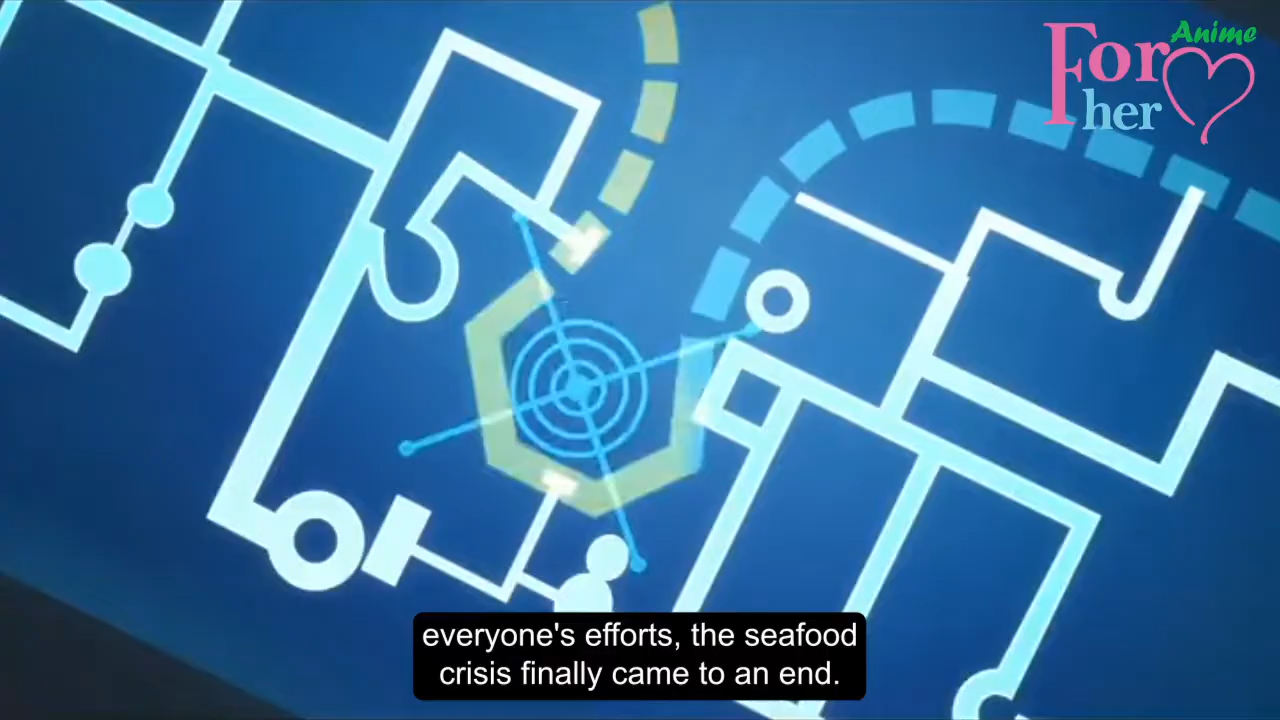 Anime
For
her
everyone's efforts, the seafood
crisis finally came to an end.